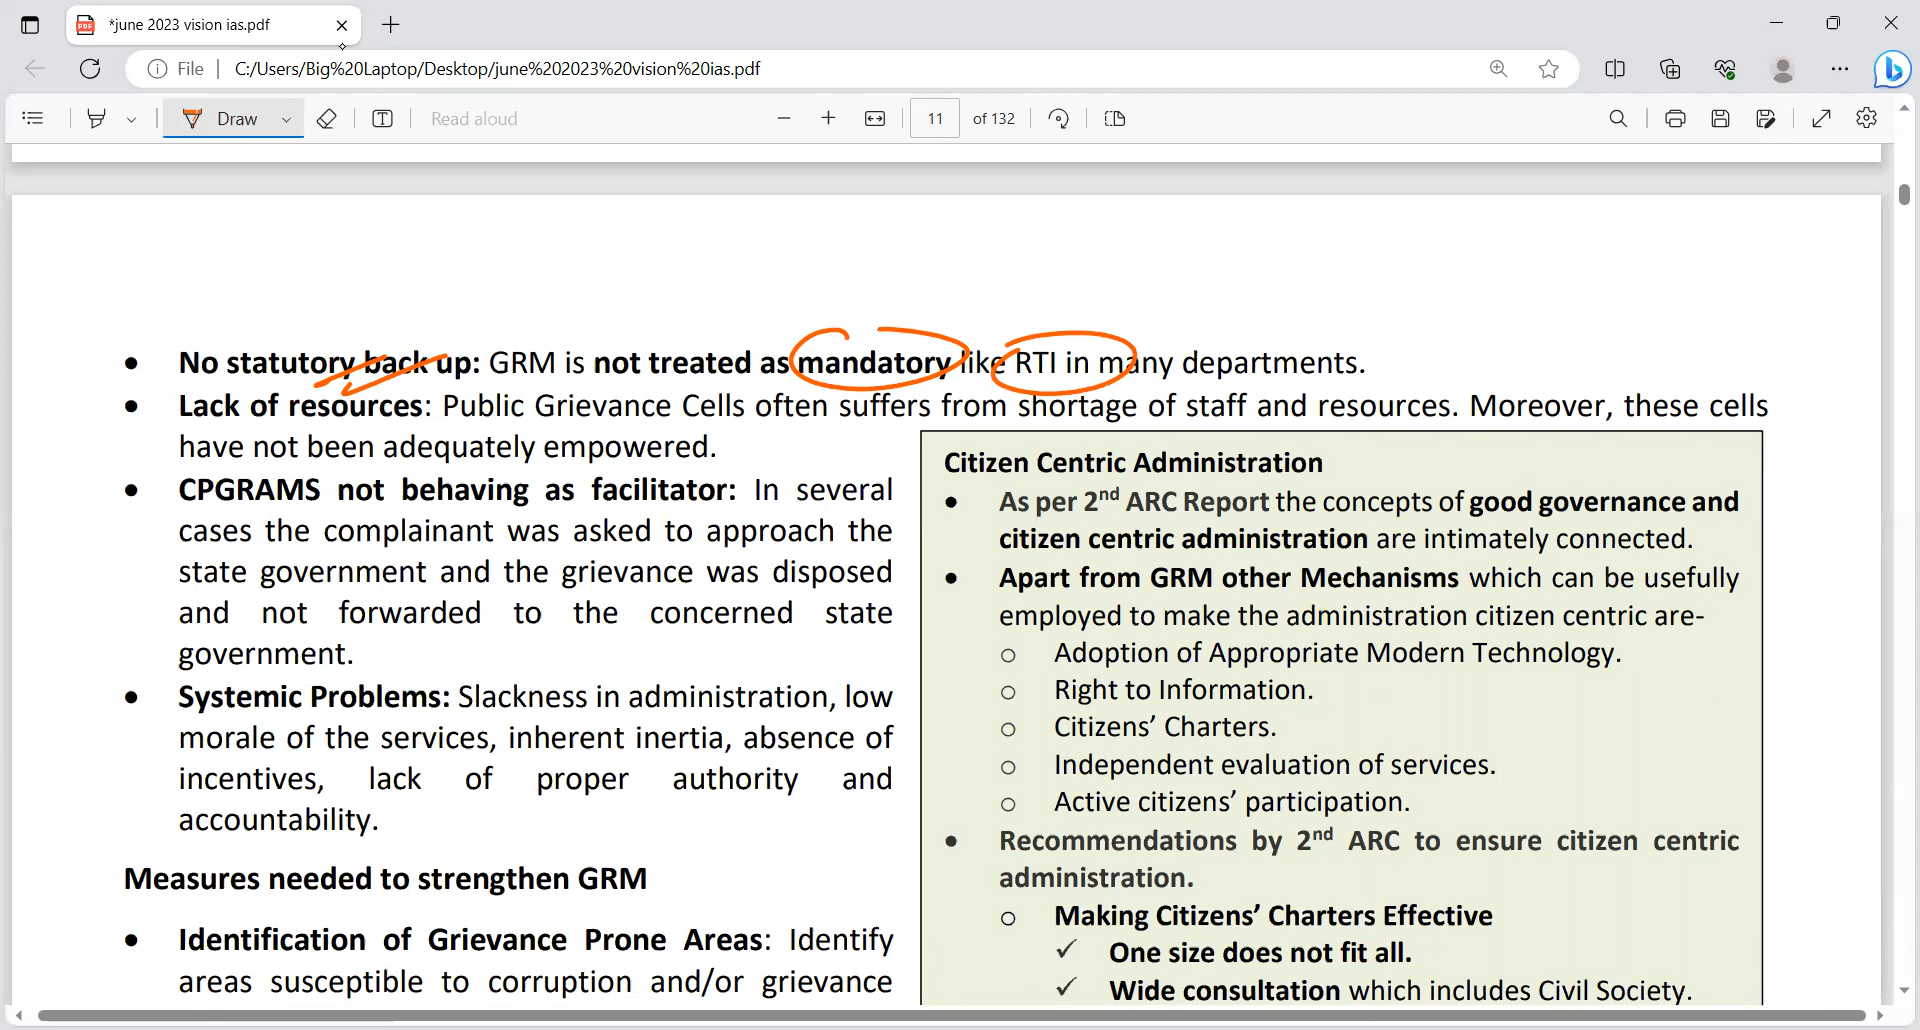 *june 2023 vision ias.pdf
File
C:/Users/Big%20Laptop/Desktop/june%202023%20vision%20ias.pdf
Draw
Read aloud
11 of 132
• No statutory back up: GRM is not treated as mandatory like RTI in many departments.
• Lack of resources: Public Grievance Cells often suffers from shortage of staff and resources. Moreover, these cells
have not been adequately empowered.
• CPGRAMS not behaving as facilitator: In several
cases the complainant was asked to approach the
state government and the grievance was disposed
and not forwarded to the concerned state
government.
• Systemic Problems: Slackness in administration, low
morale of the services, inherent inertia, absence of
incentives, lack of proper authority and
accountability.
Measures needed to strengthen GRM
• Identification of Grievance Prone Areas: Identify
areas susceptible to corruption and/or grievance
Citizen Centric Administration
• As per 2nd ARC Report the concepts of good governance and
citizen centric administration are intimately connected.
• Apart from GRM other Mechanisms which can be usefully
employed to make the administration citizen centric are-
o Adoption of Appropriate Modern Technology.
o Right to Information.
o Citizens’ Charters.
o Independent evaluation of services.
o Active citizens’ participation.
• Recommendations by 2nd ARC to ensure citizen centric
administration.
o Making Citizens’ Charters Effective
✓ One size does not fit all.
✓ Wide consultation which includes Civil Society.